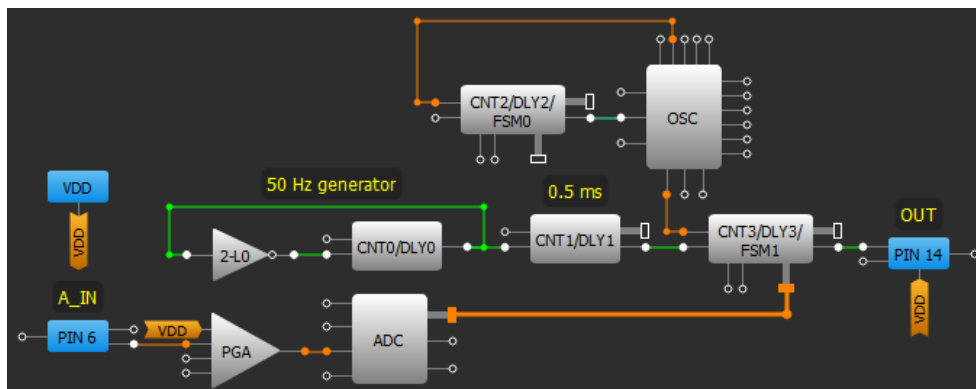 CNT2/DLY2/
FSM0
OSC
VDD
VDD
50 Hz generator
0.5 ms
OUT
2-L0
CNT0/DLY0
CNT1/DLY1
CNT3/DLY3/
FSM1
PIN 14
VDD
A_IN
PIN 6
VDD
PGA
ADC